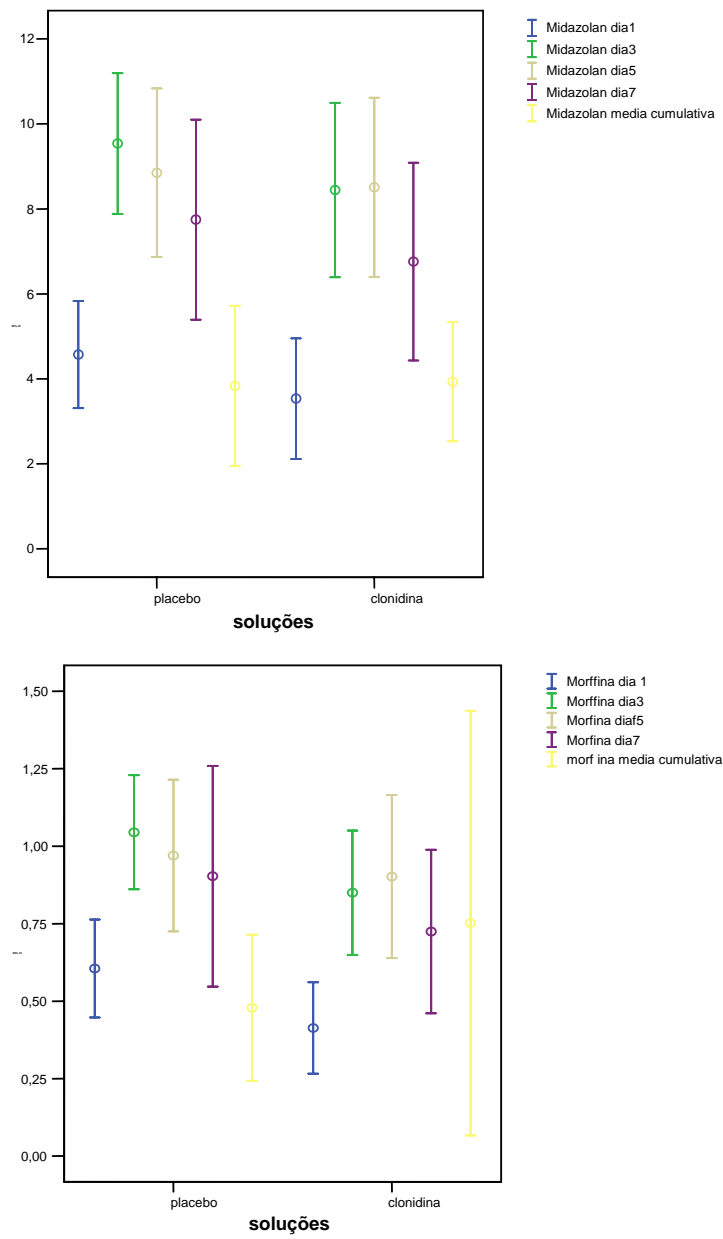 12
10
8
6
4
2
0
placebo
clonidina
soluções
Midazolan dia1
Midazolan dia3
Midazolan dia5
Midazolan dia7
Midazolan media cumulativa
1,50
1,25
1,00
0,75
0,50
0,25
0,00
placebo
clonidina
soluções
Morffina dia 1
Morffina dia3
Morfina diaf5
Morfina dia7
morf ina media cumulativa